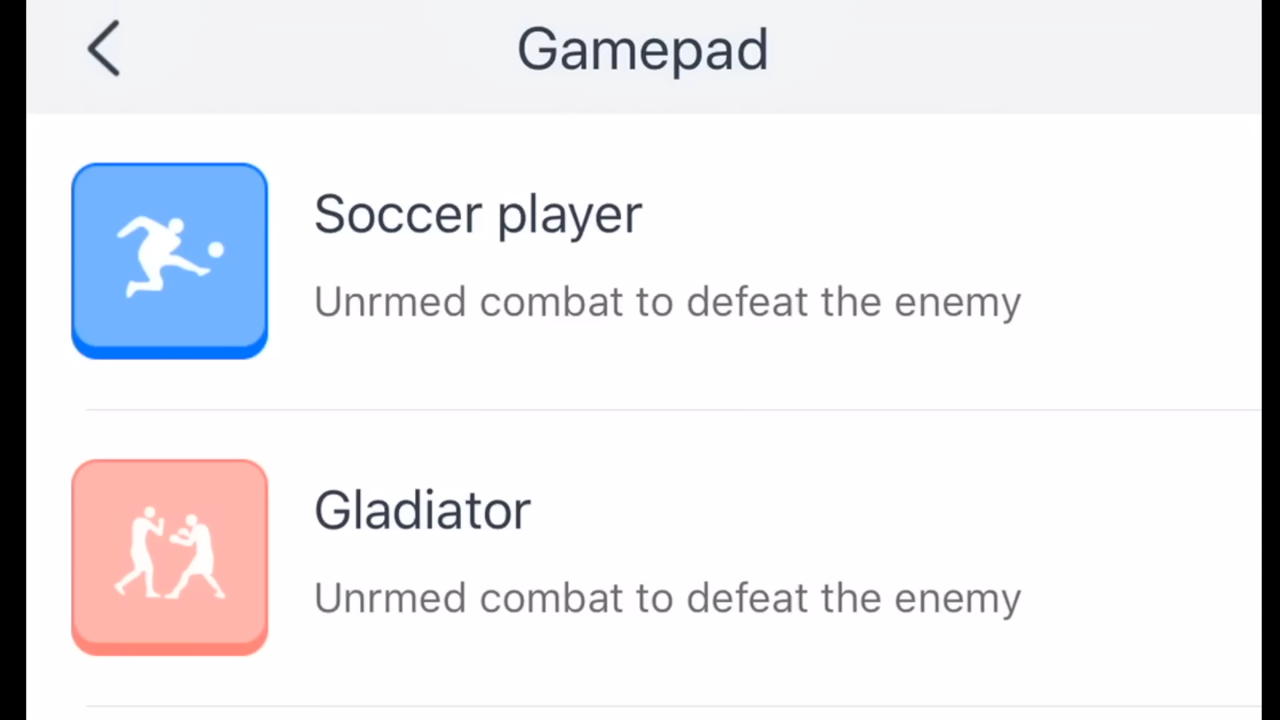 Gamepad
Soccer player
Unrmed combat to defeat the enemy
Gladiator
Unrmed combat to defeat the enemy